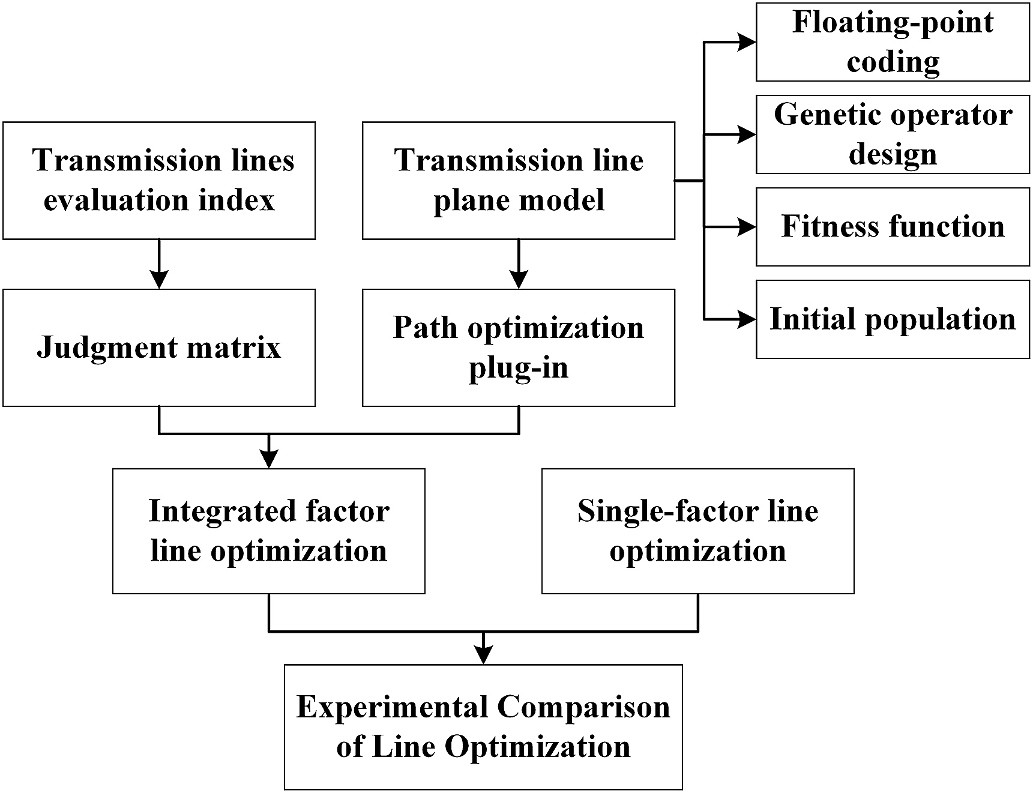 Floating-point
coding
Genetic operator
design
Transmission lines
evaluation index
Transmission line
plane model
Fitness function
Initial population
Judgment matrix
Path optimization
plug-in
Integrated factor
line optimization
Single-factor line
optimization
Experimental Comparison
of Line Optimization